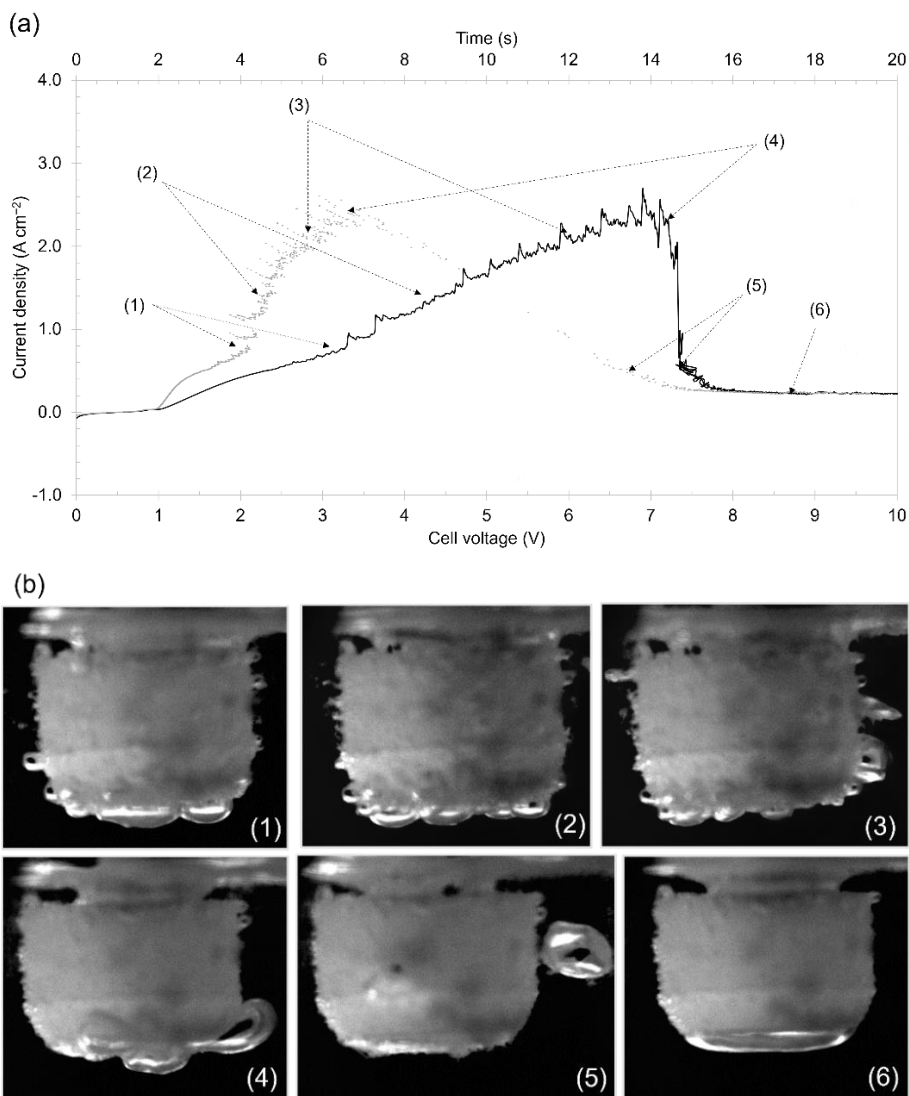 (a)
Time (s)
0 2 4 6 8 10 12 14 16 18 20
4.0
(3)
3.0
(4)
(2)
Current density (A cm⁻²)
2.0
(1)
(5)
1.0
(6)
0.0
-1.0
0 1 2 3 4 5 6 7 8 9 10
Cell voltage (V)
(b)
(1) (2) (3)
(4) (5) (6)